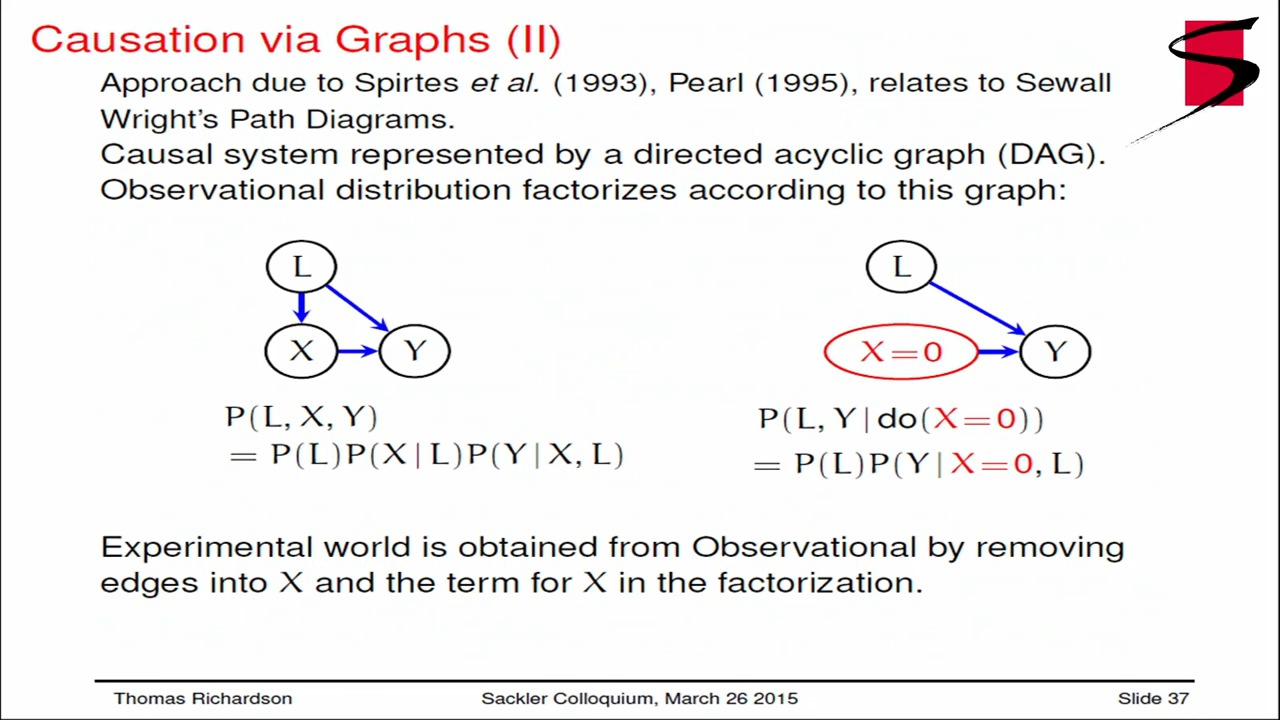 Causation via Graphs (II)
Approach due to Spirtes et al. (1993), Pearl (1995), relates to Sewall
Wright's Path Diagrams.
Causal system represented by a directed acyclic graph (DAG).
Observational distribution factorizes according to this graph:
L
X
Y
P(L, X, Y)
= P(L)P(X | L)P(Y | X, L)
L
X=0
Y
P(L, Y | do(X=0))
= P(L)P(Y | X=0, L)
Experimental world is obtained from Observational by removing
edges into X and the term for X in the factorization.
Thomas Richardson
Sackler Colloquium, March 26 2015
Slide 37